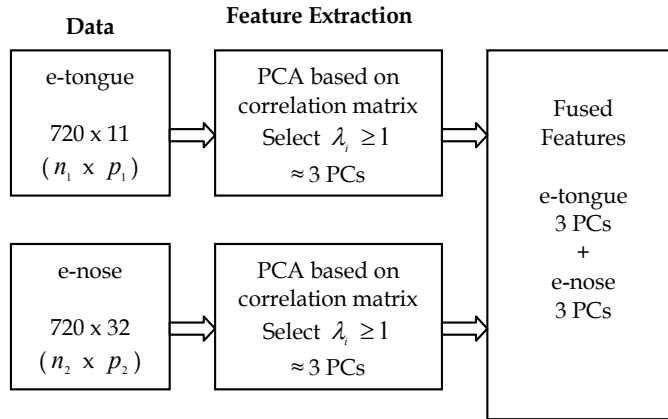 Data
Feature Extraction
e-tongue
720 x 11
( n₁ x p₁ )
PCA based on
correlation matrix
Select λᵢ ≥ 1
≈ 3 PCs
e-nose
720 x 32
( n₂ x p₂ )
PCA based on
correlation matrix
Select λᵢ ≥ 1
≈ 3 PCs
Fused
Features
e-tongue
3 PCs
+
e-nose
3 PCs